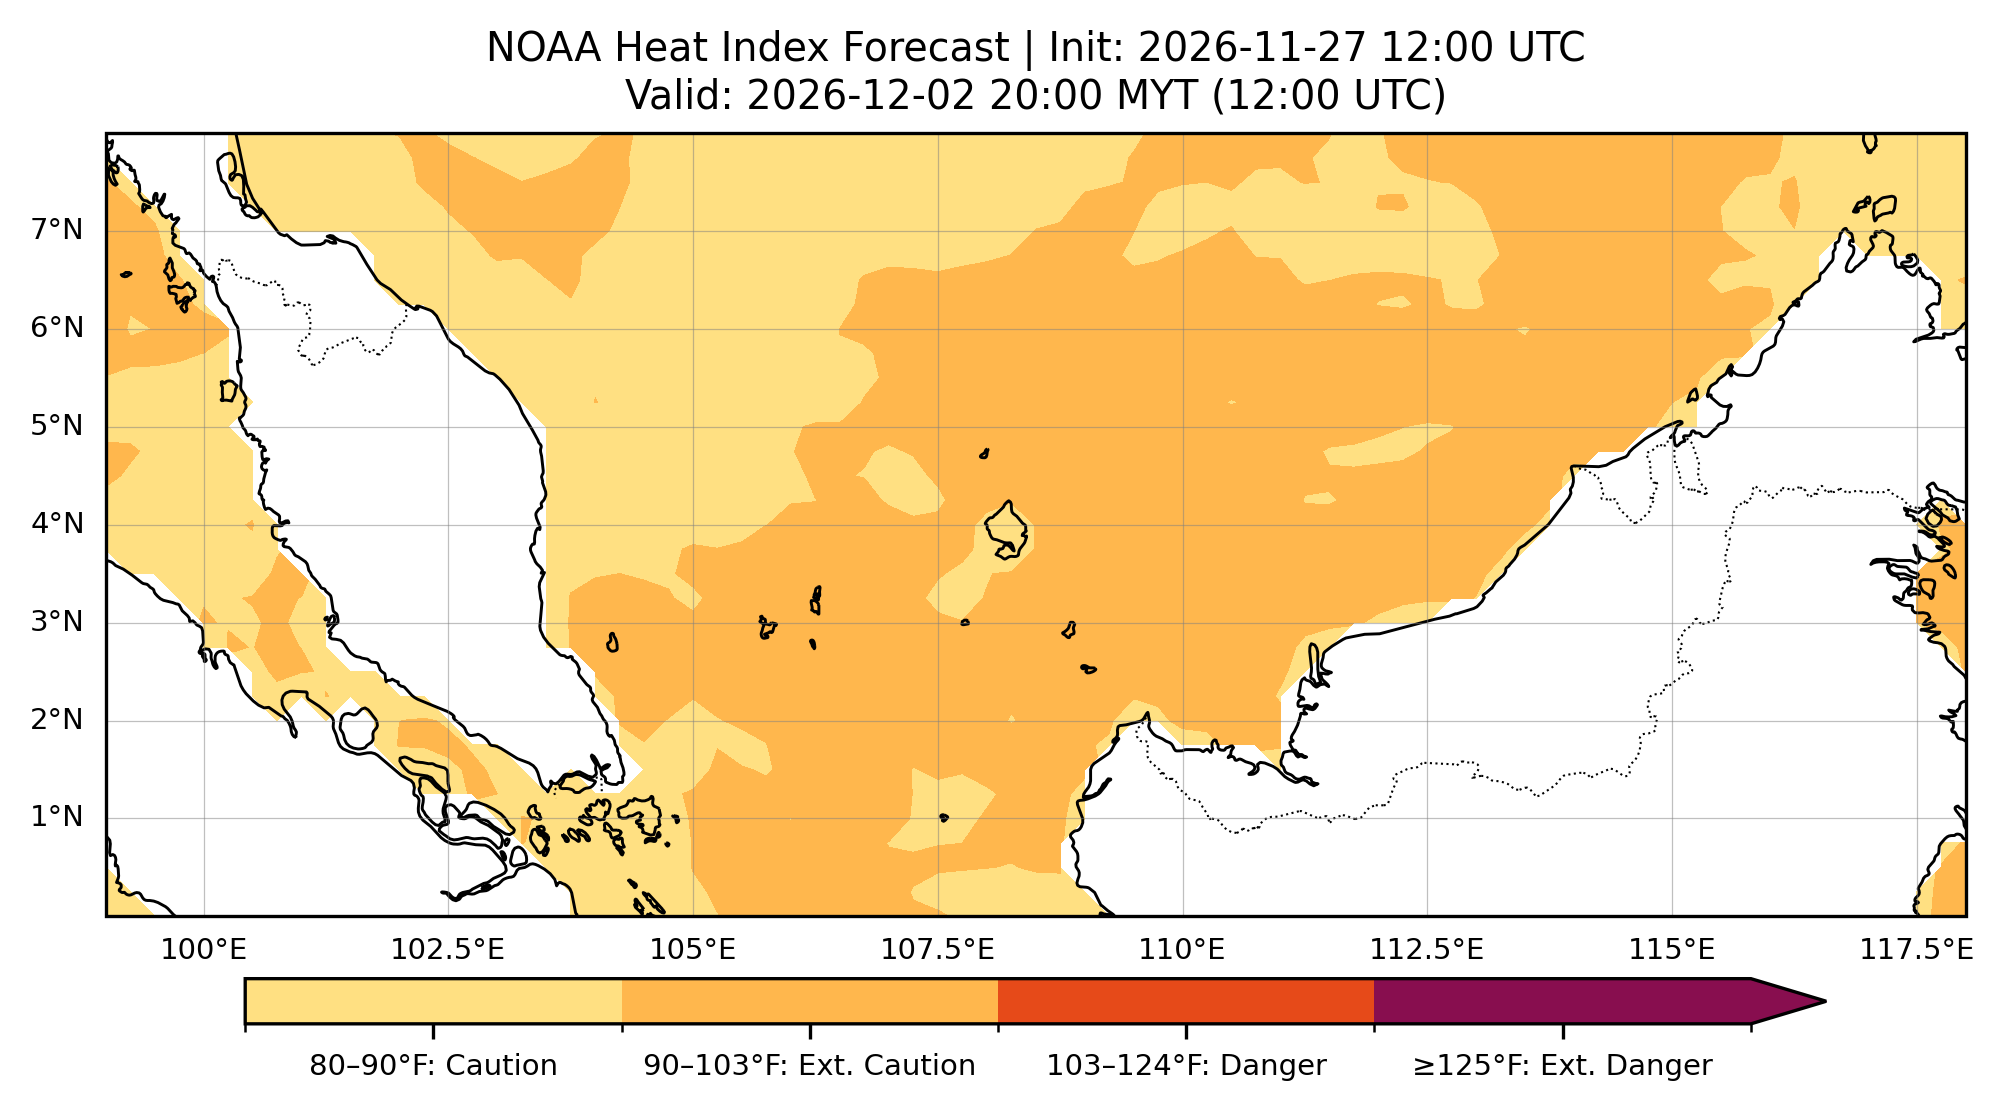 NOAA Heat Index Forecast | Init: 2026-11-27 12:00 UTC
Valid: 2026-12-02 20:00 MYT (12:00 UTC)
7°N
6°N
5°N
4°N
3°N
2°N
1°N
100°E 102.5°E 105°E 107.5°E 110°E 112.5°E 115°E 117.5°E
80–90°F: Caution 90–103°F: Ext. Caution 103–124°F: Danger ≥125°F: Ext. Danger